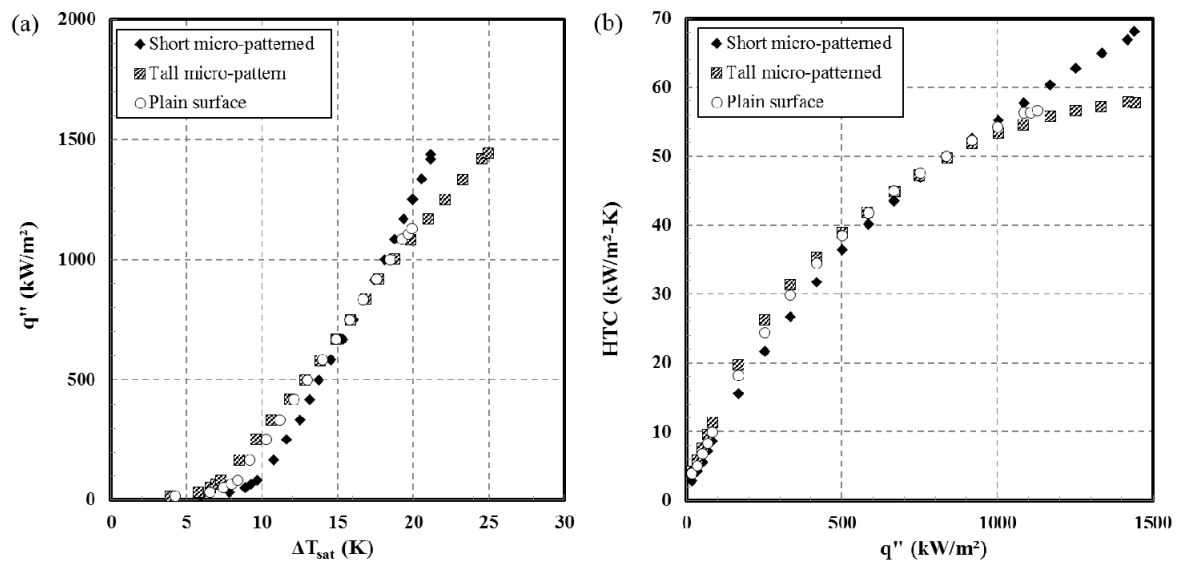 (a)
2000
1500
1000
500
0
q'' (kW/m²)
Short micro-patterned
Tall micro-pattern
Plain surface
0 5 10 15 20 25 30
ΔTsat (K)
(b)
70
60
50
40
30
20
10
0
HTC (kW/m²-K)
Short micro-patterned
Tall micro-patterned
Plain surface
0 500 1000 1500
q'' (kW/m²)